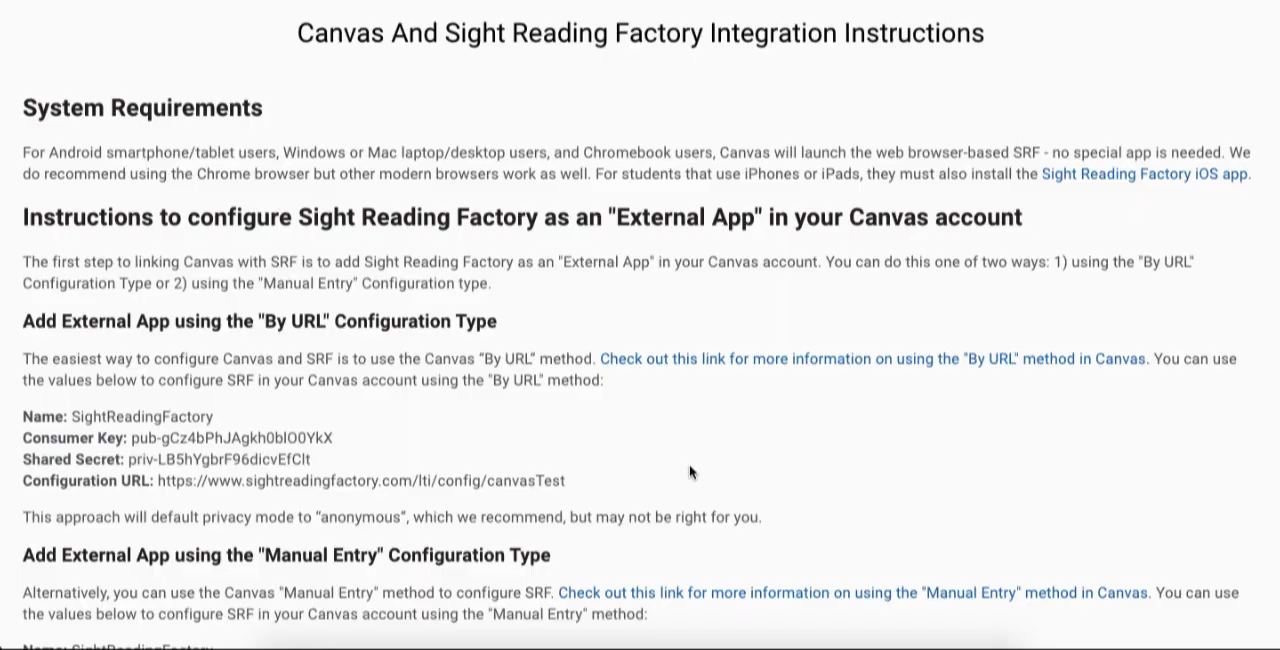 Canvas And Sight Reading Factory Integration Instructions
System Requirements
For Android smartphone/tablet users, Windows or Mac laptop/desktop users, and Chromebook users, Canvas will launch the web browser-based SRF - no special app is needed. We
do recommend using the Chrome browser but other modern browsers work as well. For students that use iPhones or iPads, they must also install the Sight Reading Factory iOS app.
Instructions to configure Sight Reading Factory as an "External App" in your Canvas account
The first step to linking Canvas with SRF is to add Sight Reading Factory as an "External App" in your Canvas account. You can do this one of two ways: 1) using the "By URL"
Configuration Type or 2) using the "Manual Entry" Configuration type.
Add External App using the "By URL" Configuration Type
The easiest way to configure Canvas and SRF is to use the Canvas "By URL" method. Check out this link for more information on using the "By URL" method in Canvas. You can use
the values below to configure SRF in your Canvas account using the "By URL" method:
Name: SightReadingFactory
Consumer Key: pub-gCz4bPhJAgkh0blO0YkX
Shared Secret: priv-LB5hYgbrF96dicvEfClt
Configuration URL: https://www.sightreadingfactory.com/lti/config/canvasTest
This approach will default privacy mode to "anonymous", which we recommend, but may not be right for you.
Add External App using the "Manual Entry" Configuration Type
Alternatively, you can use the Canvas "Manual Entry" method to configure SRF. Check out this link for more information on using the "Manual Entry" method in Canvas. You can use
the values below to configure SRF in your Canvas account using the "Manual Entry" method:
Name: SightReadingFactory